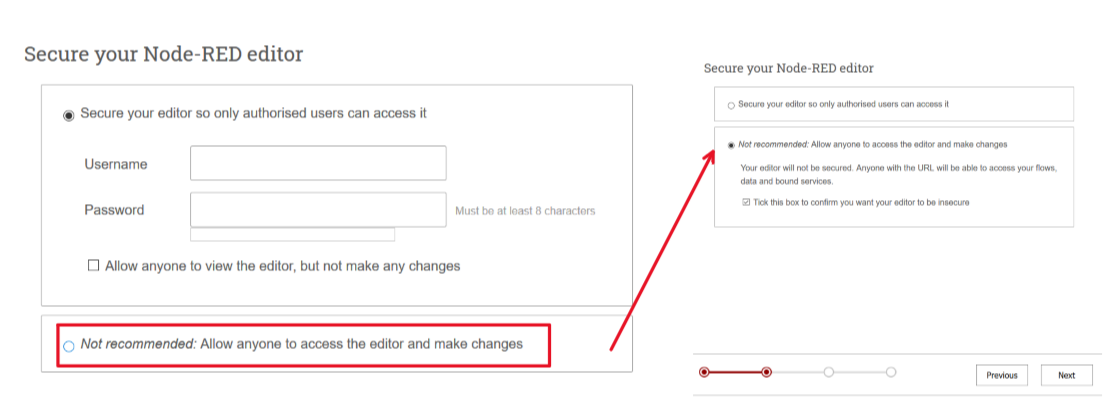 Secure your Node-RED editor
Secure your editor so only authorised users can access it
Username
Password
Must be at least 8 characters
Allow anyone to view the editor, but not make any changes
Not recommended: Allow anyone to access the editor and make changes
Secure your Node-RED editor
Secure your editor so only authorised users can access it
Not recommended: Allow anyone to access the editor and make changes
Your editor will not be secured. Anyone with the URL will be able to access your flows,
data and bound services.
Tick this box to confirm you want your editor to be insecure
Previous
Next